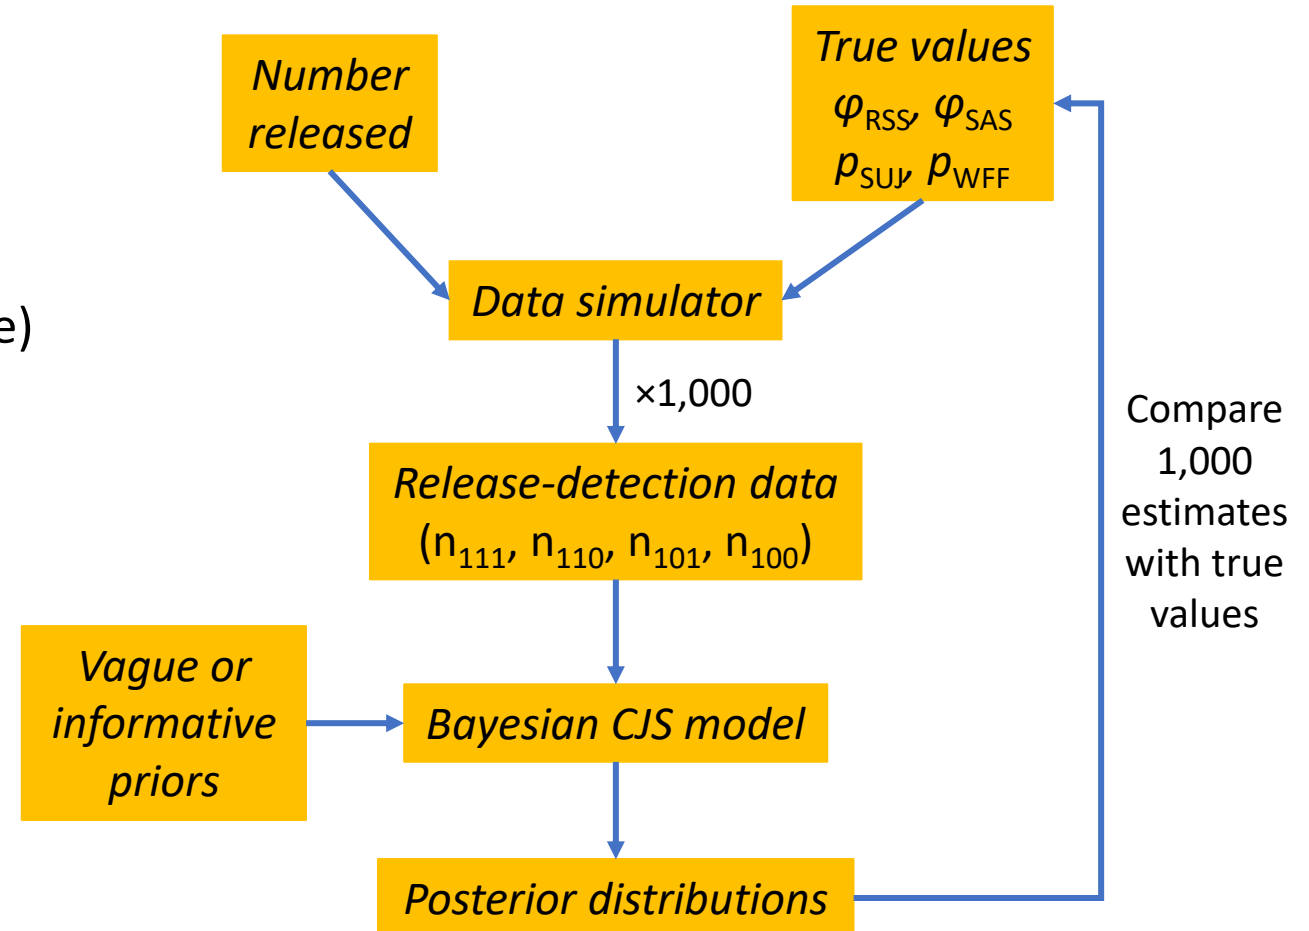 Number
released
True values
φRSS, φSAS
pSUJ, pWFF
Data simulator
e)
×1,000
Release-detection data
(n111, n110, n101, n100)
Compare
1,000
estimates
with true
values
Vague or
informative
priors
Bayesian CJS model
Posterior distributions